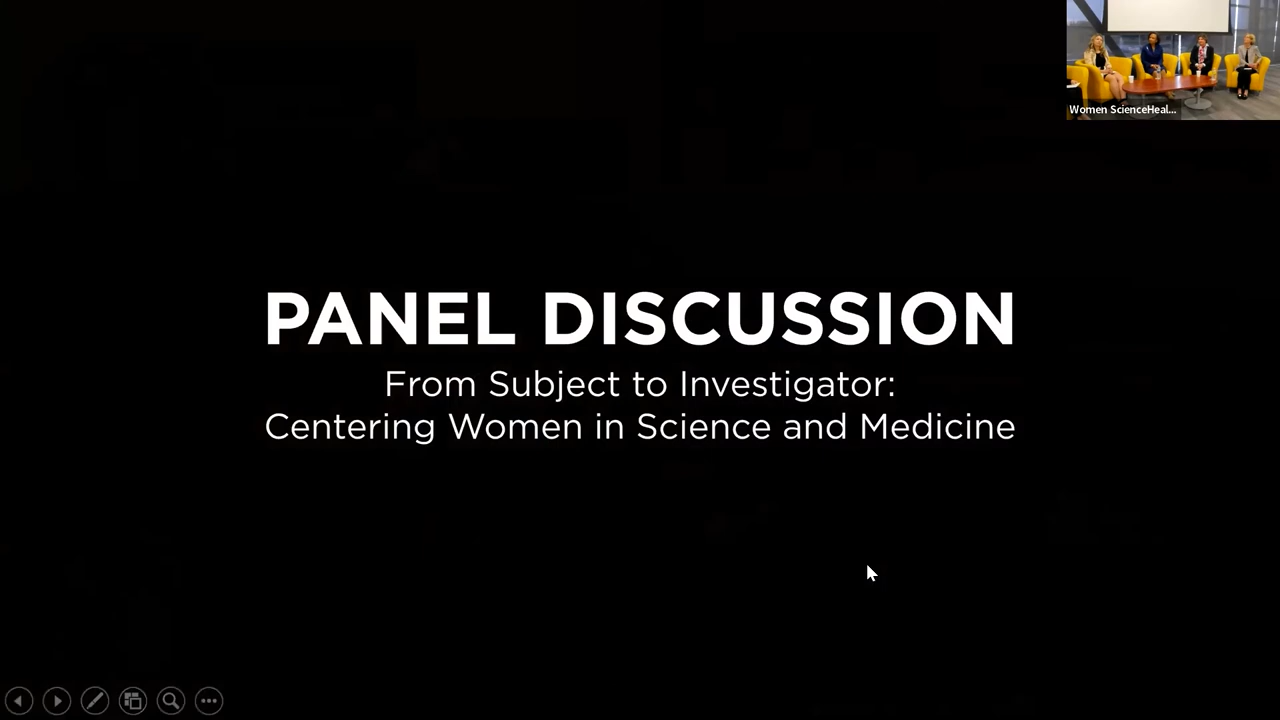 Women ScienceHeal...
PANEL DISCUSSION
From Subject to Investigator:
Centering Women in Science and Medicine